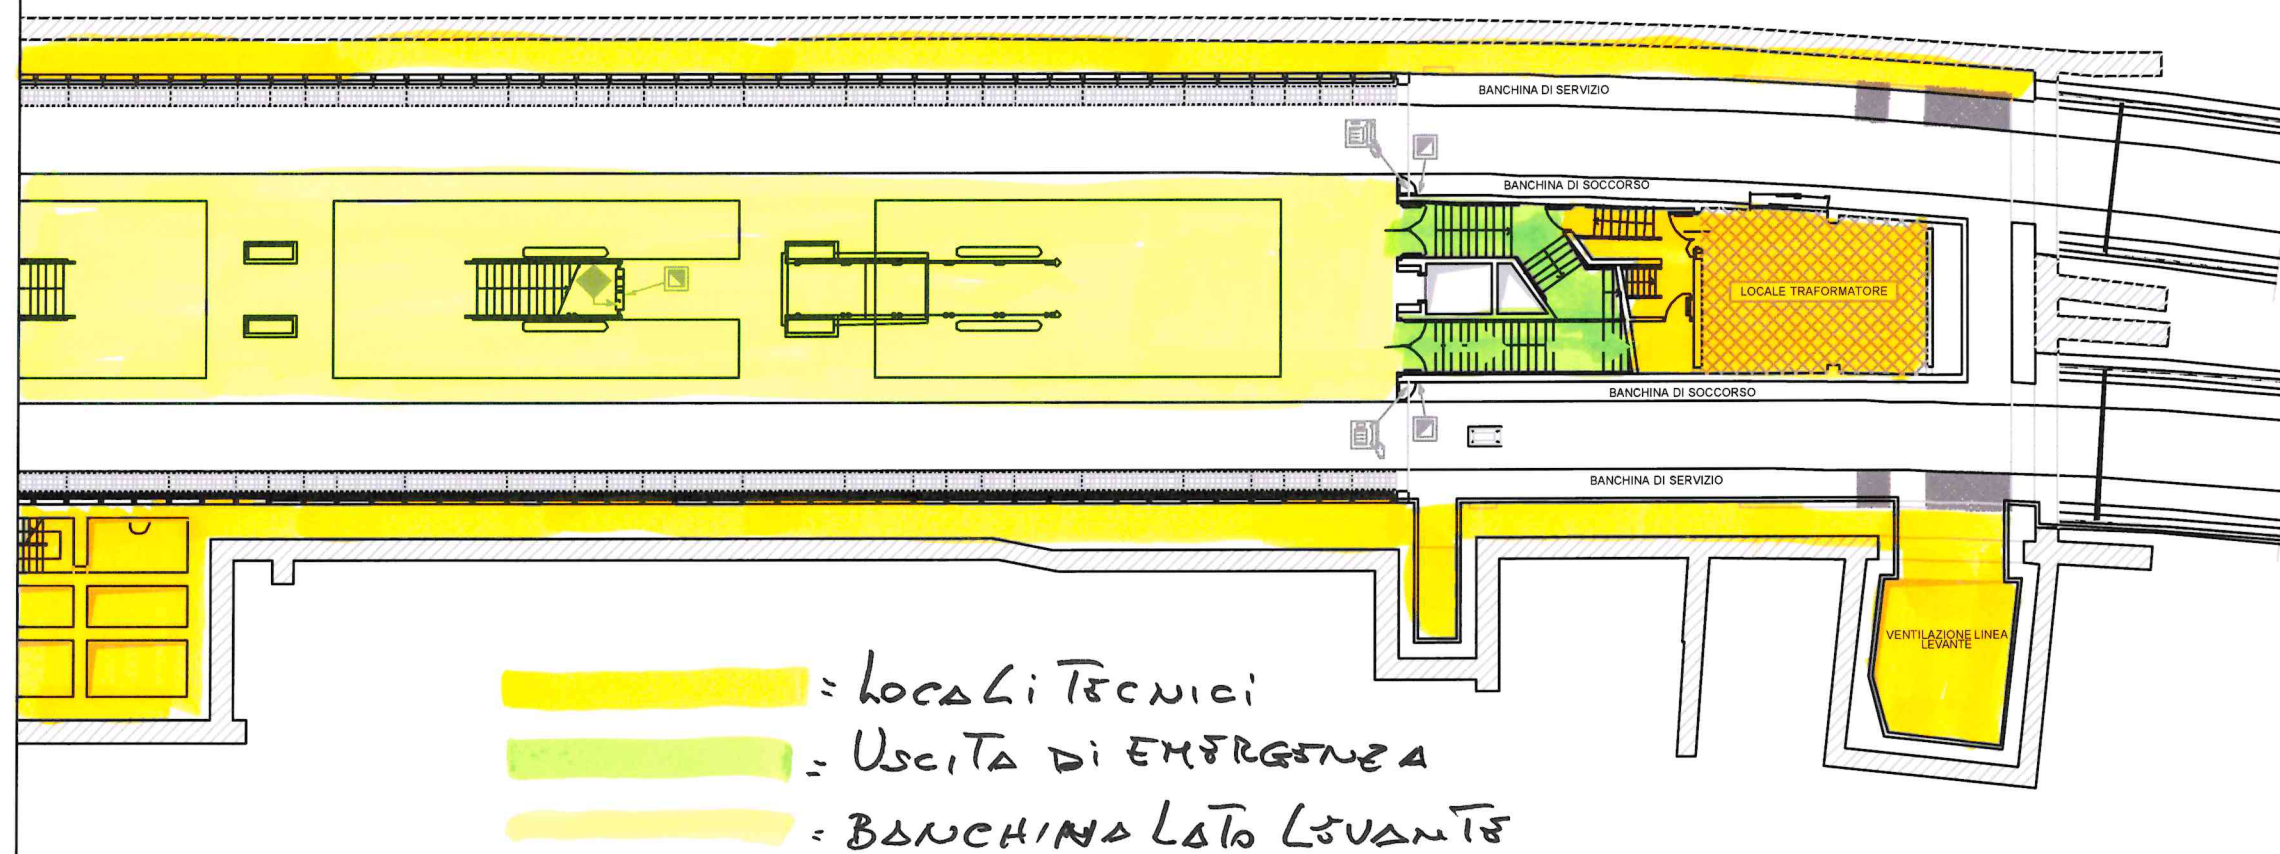 BANCHINA DI SERVIZIO
BANCHINA DI SOCCORSO
LOCALE TRAFORMATORE
BANCHINA DI SOCCORSO
BANCHINA DI SERVIZIO
VENTILAZIONE LINEA
LEVANTE
= LOCALI TECNICI
= USCITA DI EMERGENZA
= BANCHINA LATO LEVANTE